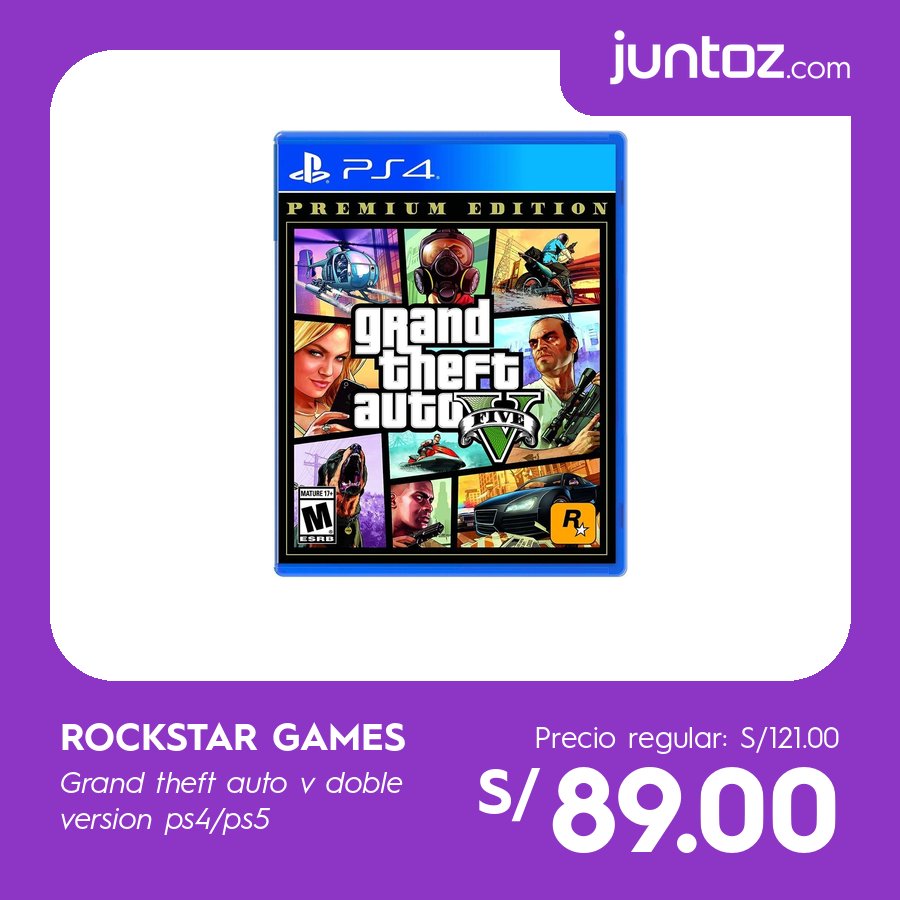 juntoz.com
PS4
PREMIUM EDITION
grand
theft
auto V
FIVE
MATURE 17+
M
ESRB
R
ROCKSTAR GAMES
Grand theft auto v doble
version ps4/ps5
Precio regular: S/121.00
S/89.00